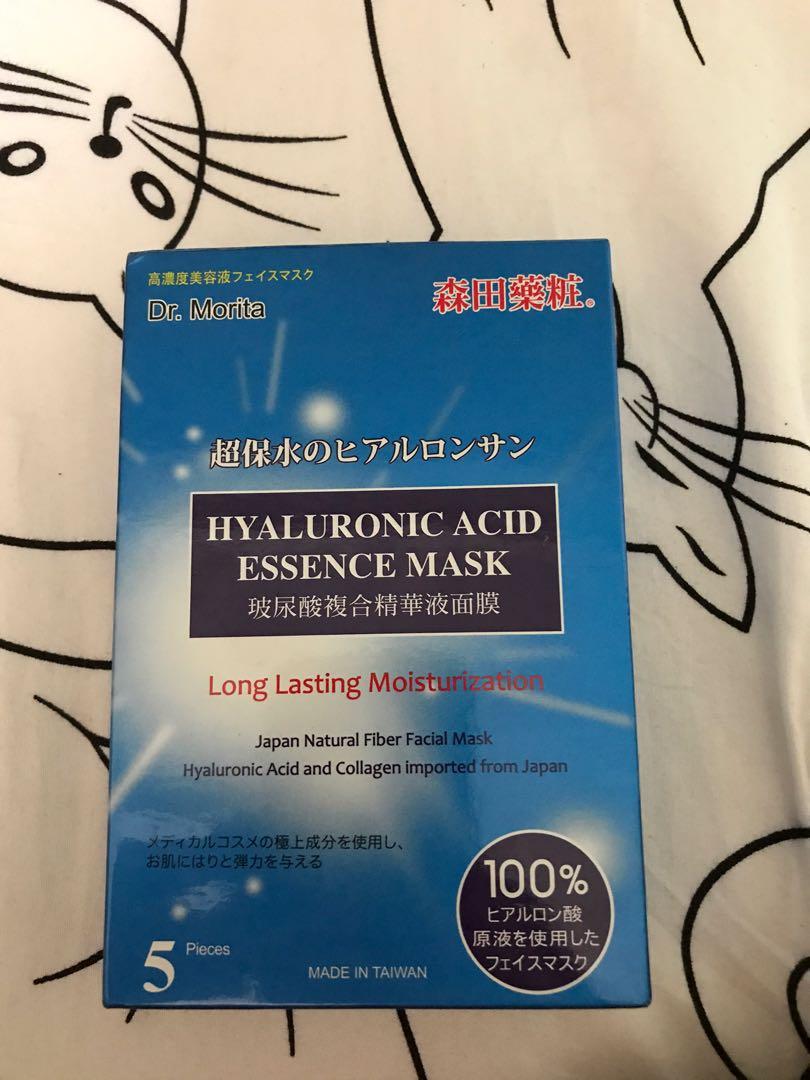 高濃度美容液フェイスマスク
Dr. Morita
森田藥粧®
超保水のヒアルロンサン
HYALURONIC ACID
ESSENCE MASK
玻尿酸複合精華液面膜
Long Lasting Moisturization
Japan Natural Fiber Facial Mask
Hyaluronic Acid and Collagen imported from Japan
メディカルコスメの極上成分を使用し、
お肌にはりと弾力を与える
100%
ヒアルロン酸
原液を使用した
フェイスマスク
5 Pieces
MADE IN TAIWAN